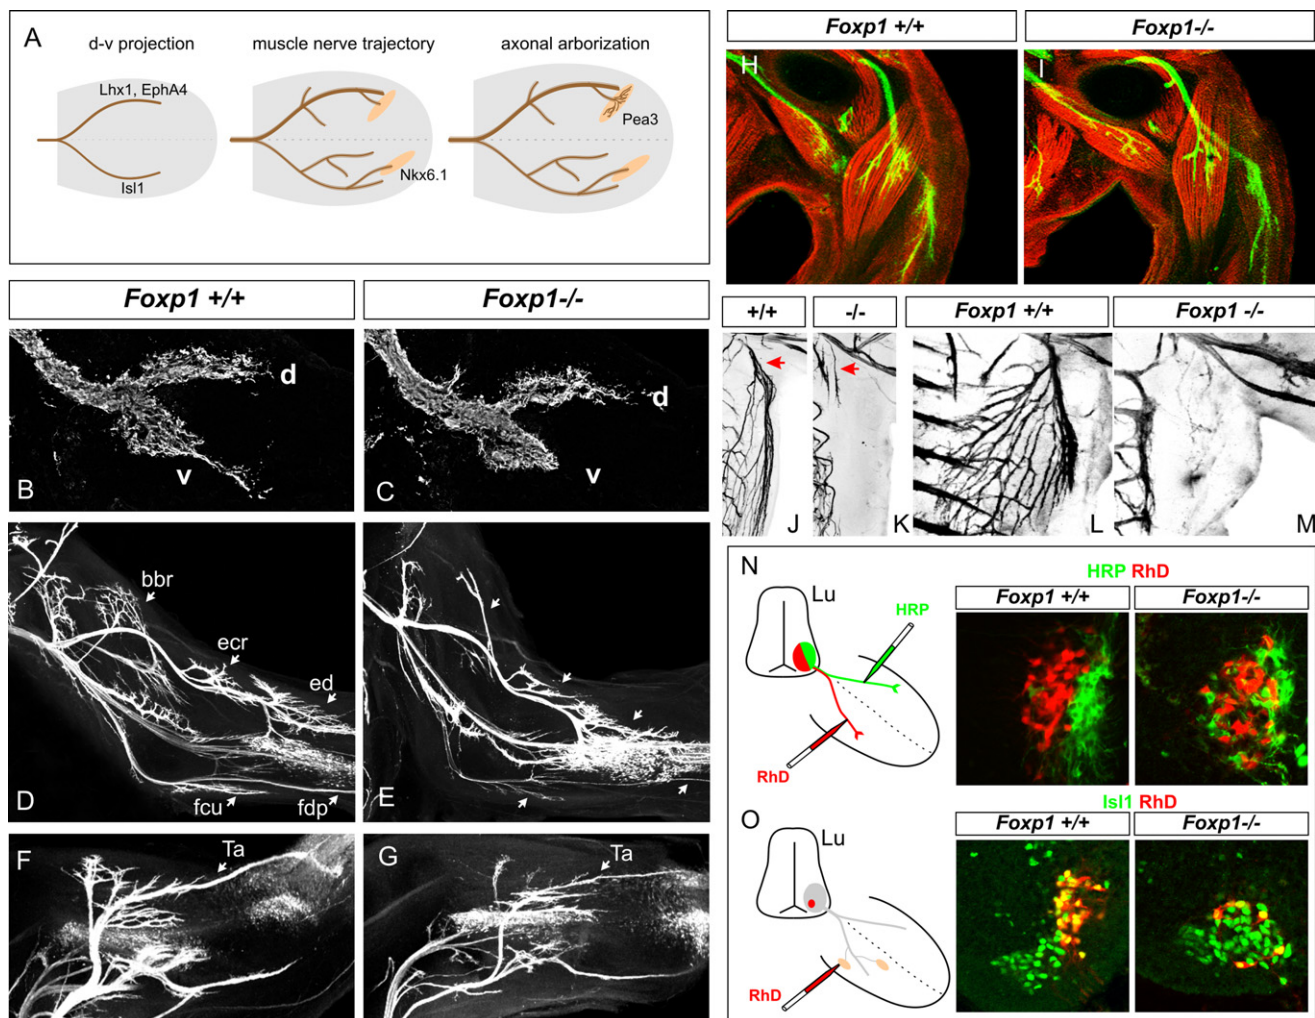 A
d-v projection
muscle nerve trajectory
axonal arborization
Lhx1, EphA4
Isl1
Nkx6.1
Pea3
Foxp1 +/+
Foxp1-/-
B
d
v
C
d
v
D
bbr
ecr
ed
fcu
fdp
E
F
Ta
G
Ta
Foxp1 +/+
Foxp1-/-
H
I
+/+
-/-
Foxp1 +/+
Foxp1 -/-
J
K
L
M
N
Lu
HRP
RhD
HRP RhD
Foxp1 +/+
Foxp1-/-
O
Lu
RhD
Isl1 RhD
Foxp1 +/+
Foxp1-/-